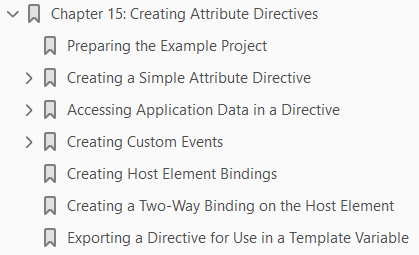 Chapter 15: Creating Attribute Directives
Preparing the Example Project
Creating a Simple Attribute Directive
Accessing Application Data in a Directive
Creating Custom Events
Creating Host Element Bindings
Creating a Two-Way Binding on the Host Element
Exporting a Directive for Use in a Template Variable